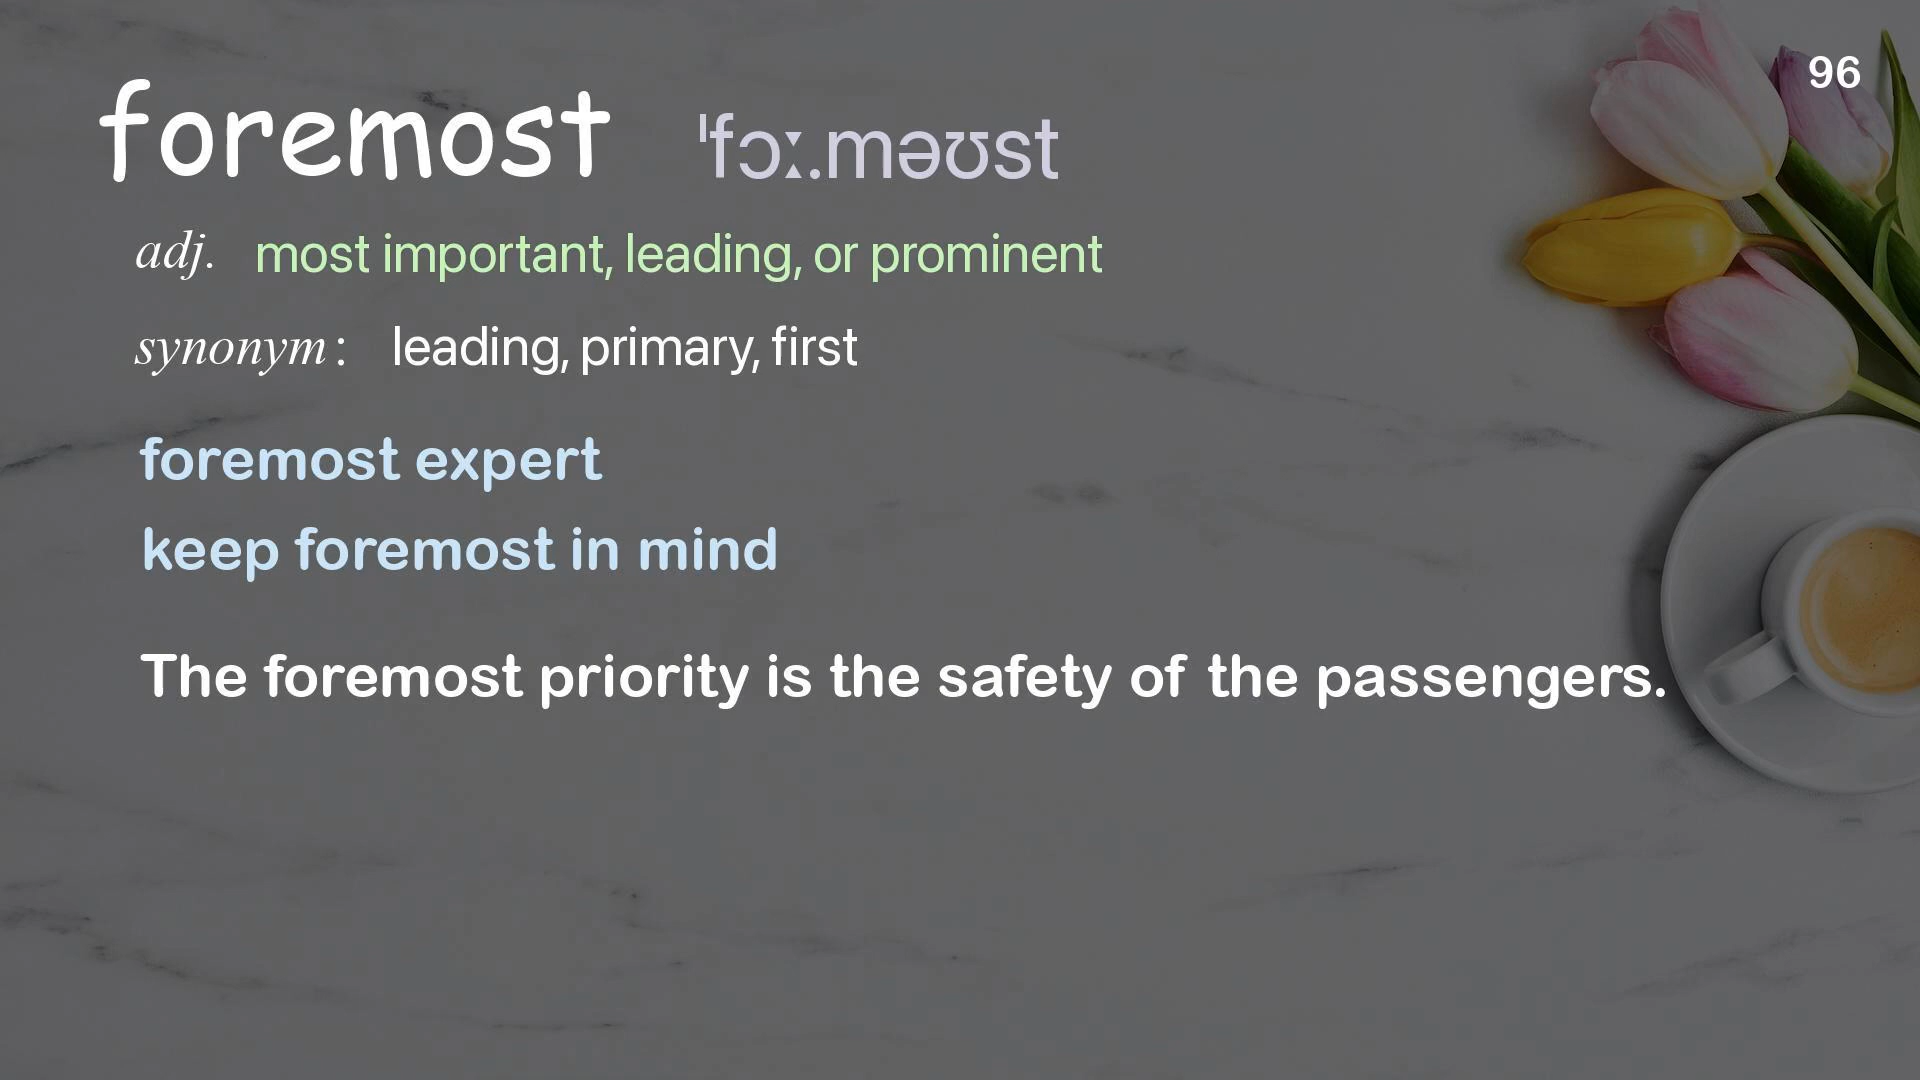 96
foremost ˈfɔː.məʊst
adj. most important, leading, or prominent
synonym: leading, primary, first
foremost expert
keep foremost in mind
The foremost priority is the safety of the passengers.